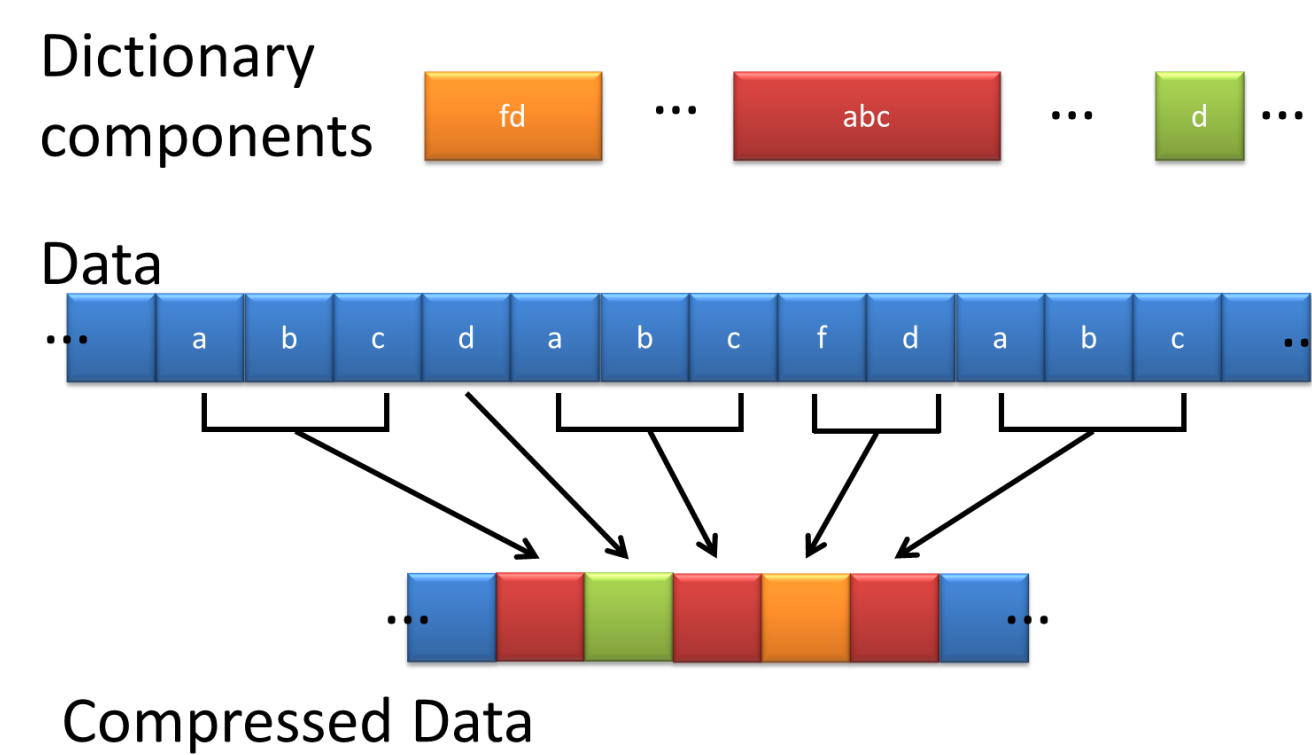 Dictionary
components
fd ... abc ... d ...
Data
... a b c d a b c f d a b c ..
... ...
Compressed Data